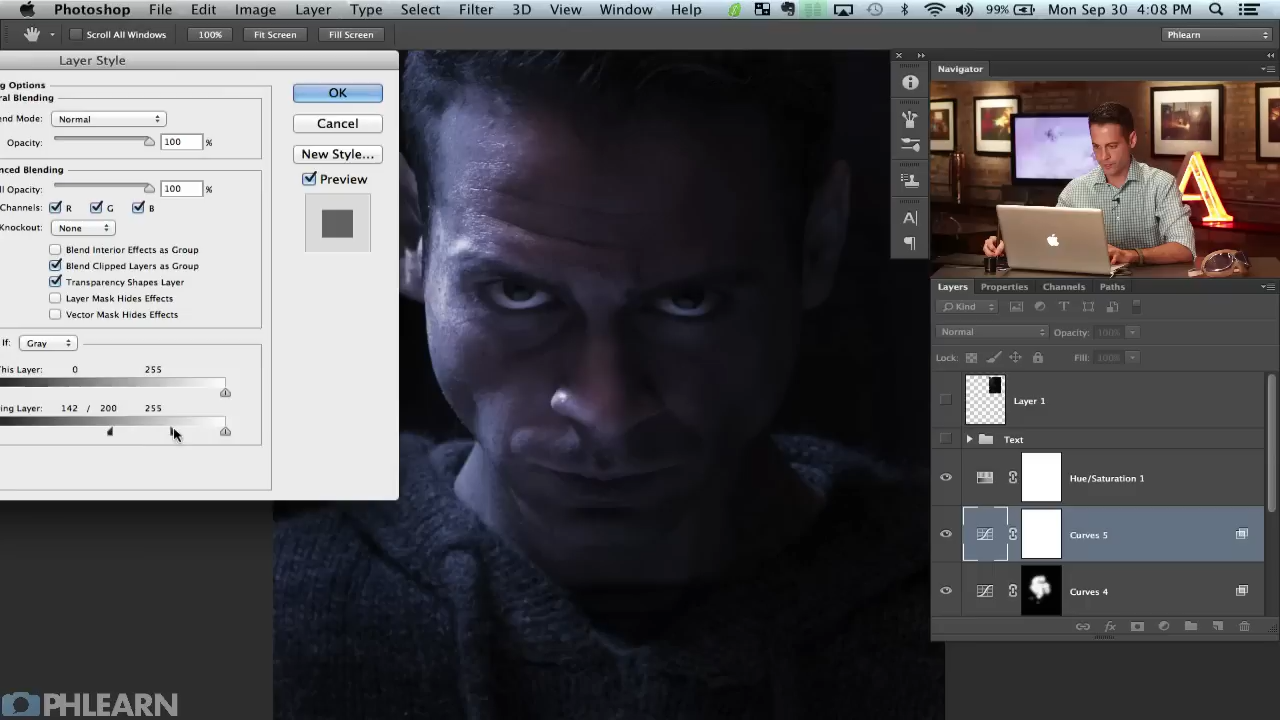 Photoshop File Edit Image Layer Type Select Filter 3D View Window Help 99% Mon Sep 30 4:08 PM
Scroll All Windows 100% Fit Screen Fill Screen Phlearn
Layer Style
g Options
ral Blending
end Mode: Normal
Opacity: 100 %
nced Blending
ll Opacity: 100 %
Channels: R G B
Knockout: None
Blend Interior Effects as Group
Blend Clipped Layers as Group
Transparency Shapes Layer
Layer Mask Hides Effects
Vector Mask Hides Effects
If: Gray
This Layer: 0 255
ing Layer: 142 / 200 255
OK
Cancel
New Style...
Preview
Navigator
A
Layers Properties Channels Paths
Kind
Normal Opacity: 100%
Lock: Fill: 100%
Layer 1
Text
Hue/Saturation 1
Curves 5
Curves 4
fx
PHLEARN